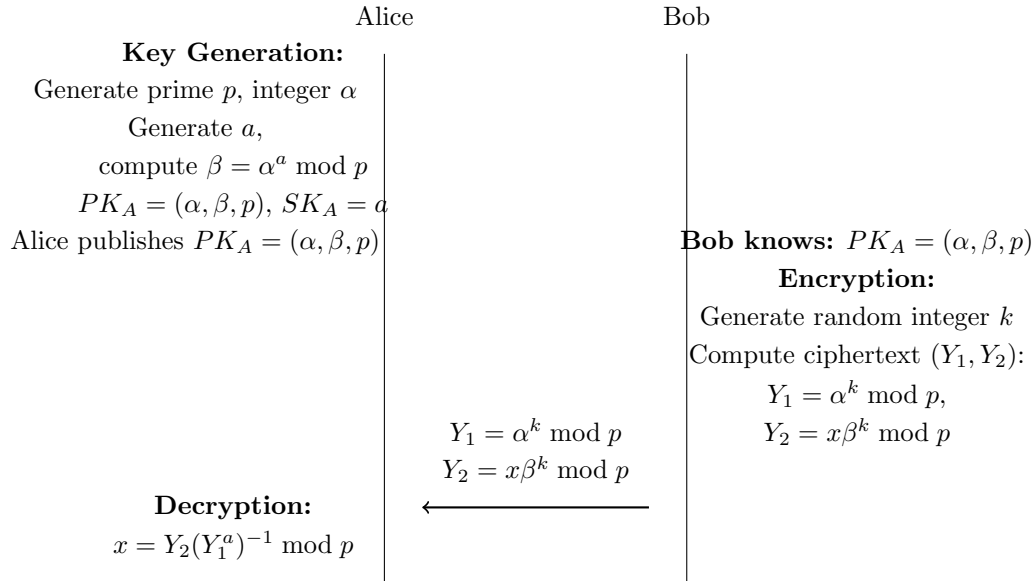 Alice
Bob
Key Generation:
Generate prime p, integer α
Generate a,
compute β = α^a mod p
PK_A = (α, β, p), SK_A = a
Alice publishes PK_A = (α, β, p)
Bob knows: PK_A = (α, β, p)
Encryption:
Generate random integer k
Compute ciphertext (Y_1, Y_2):
Y_1 = α^k mod p,
Y_2 = xβ^k mod p
Y_1 = α^k mod p
Y_2 = xβ^k mod p
Decryption:
x = Y_2(Y_1^a)^{-1} mod p